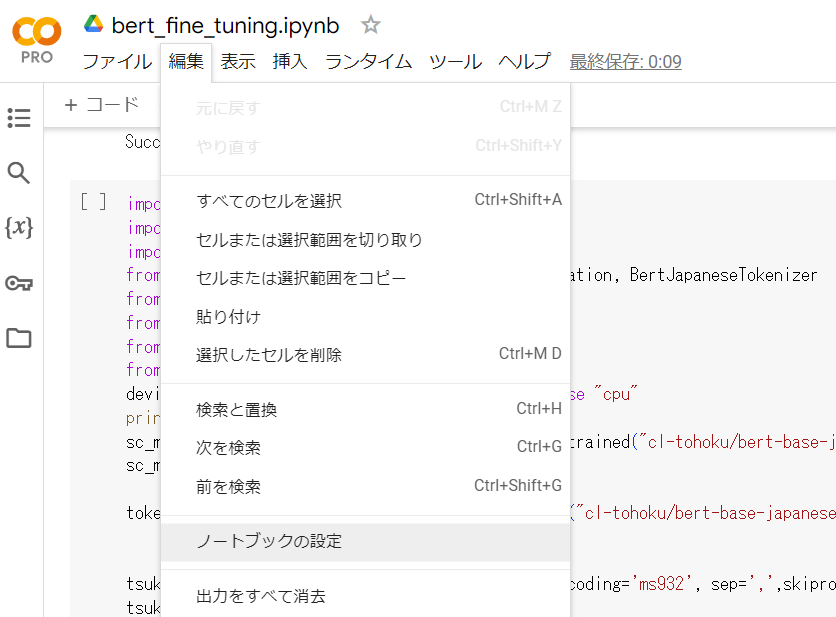 bert_fine_tuning.ipynb
PRO
ファイル 編集 表示 挿入 ランタイム ツール ヘルプ 最終保存: 0:09
+ コード
元に戻す Ctrl+M Z
Succ
やり直す Ctrl+Shift+Y
すべてのセルを選択 Ctrl+Shift+A
[ ] impo
impo
セルまたは選択範囲を切り取り
{x}
impo
from セルまたは選択範囲をコピー ation, BertJapaneseTokenizer
from
from 貼り付け
from 選択したセルを削除 Ctrl+M D
from
devi se "cpu"
検索と置換 Ctrl+H
prin
sc_m 次を検索 Ctrl+G trained("cl-tohoku/bert-base-j
sc_m
前を検索 Ctrl+Shift+G
toke ("cl-tohoku/bert-base-japanese
ノートブックの設定
tsuk coding='ms932', sep=',',skipro
出力をすべて消去
tsuk